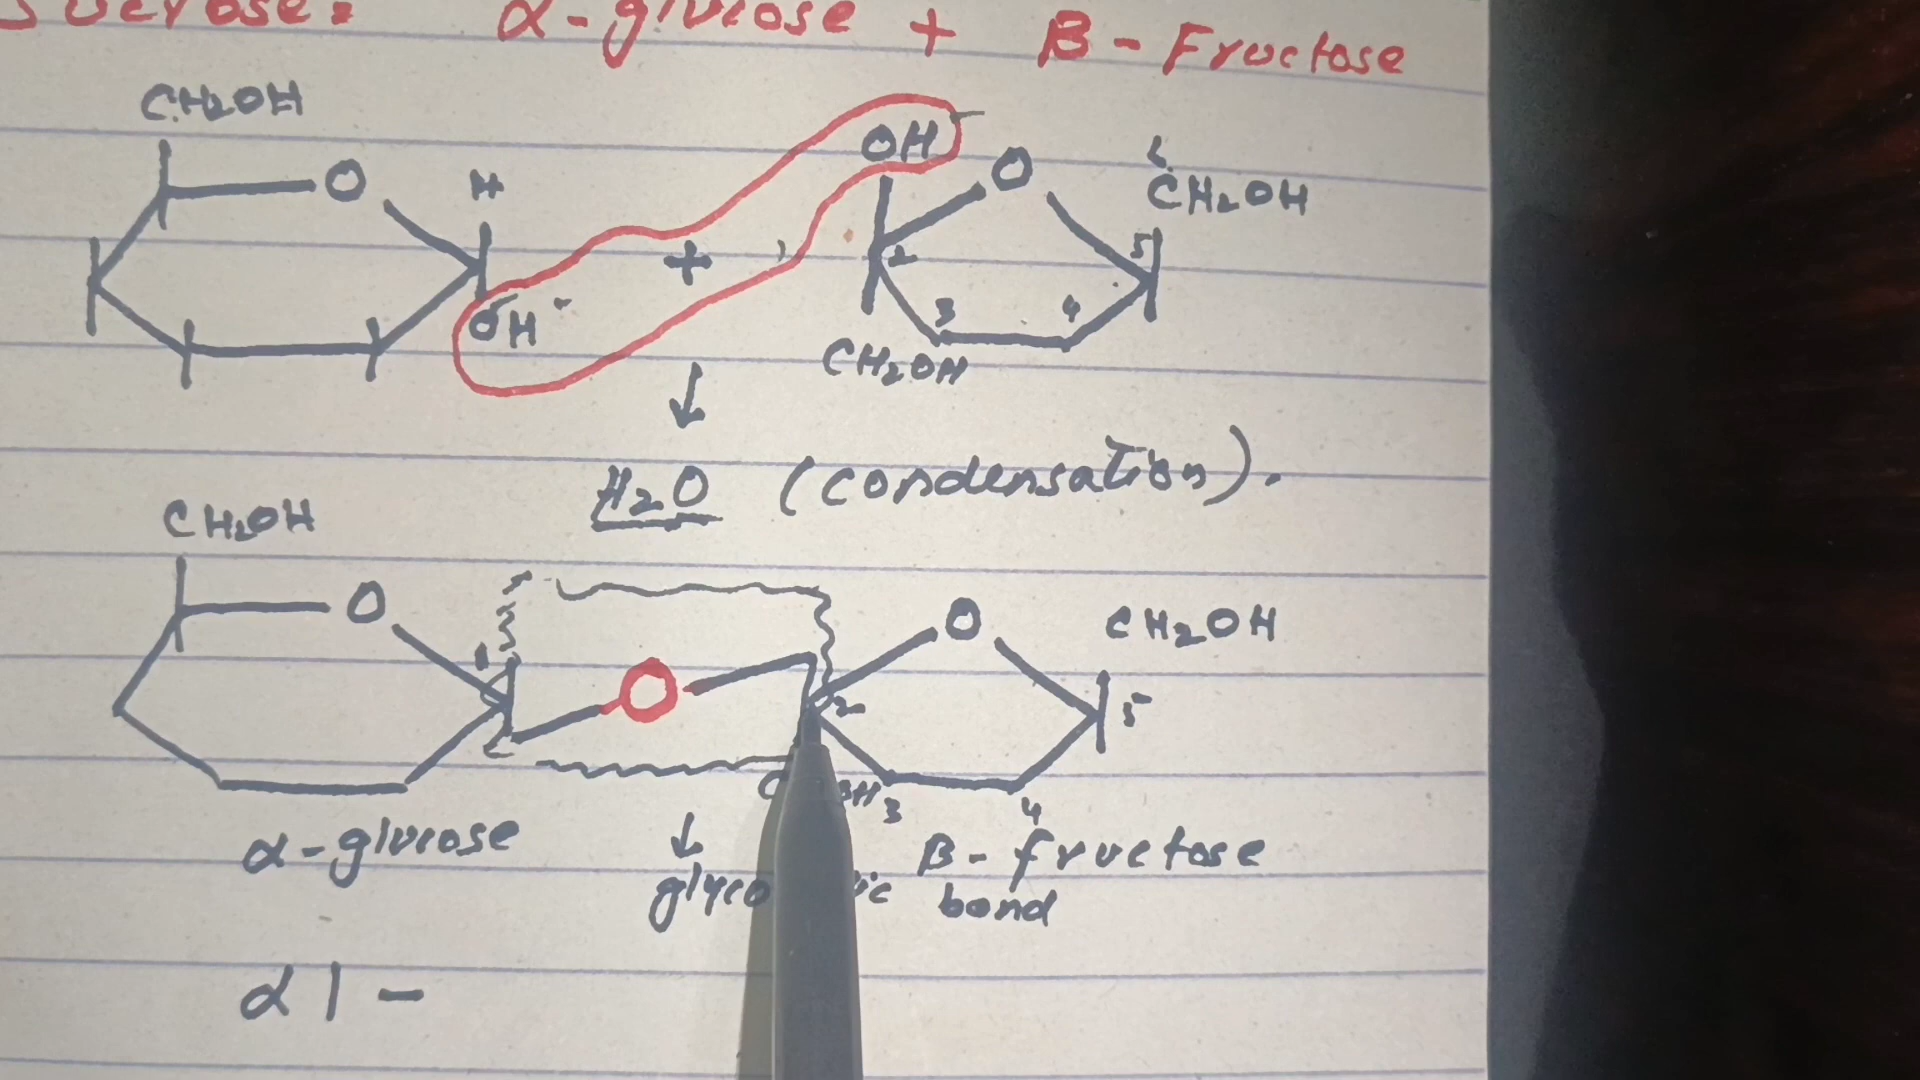 Sucrose: α-glucose + B-Fructose
CH2OH
O H OH O 6
CH2OH
OH + 2 3 4 5
CH2OH
↓
H2O (condensation).
CH2OH
O 1 O 2 O CH2OH
3 4 5
α-glucose ↓ B-fructose
bond
α1-